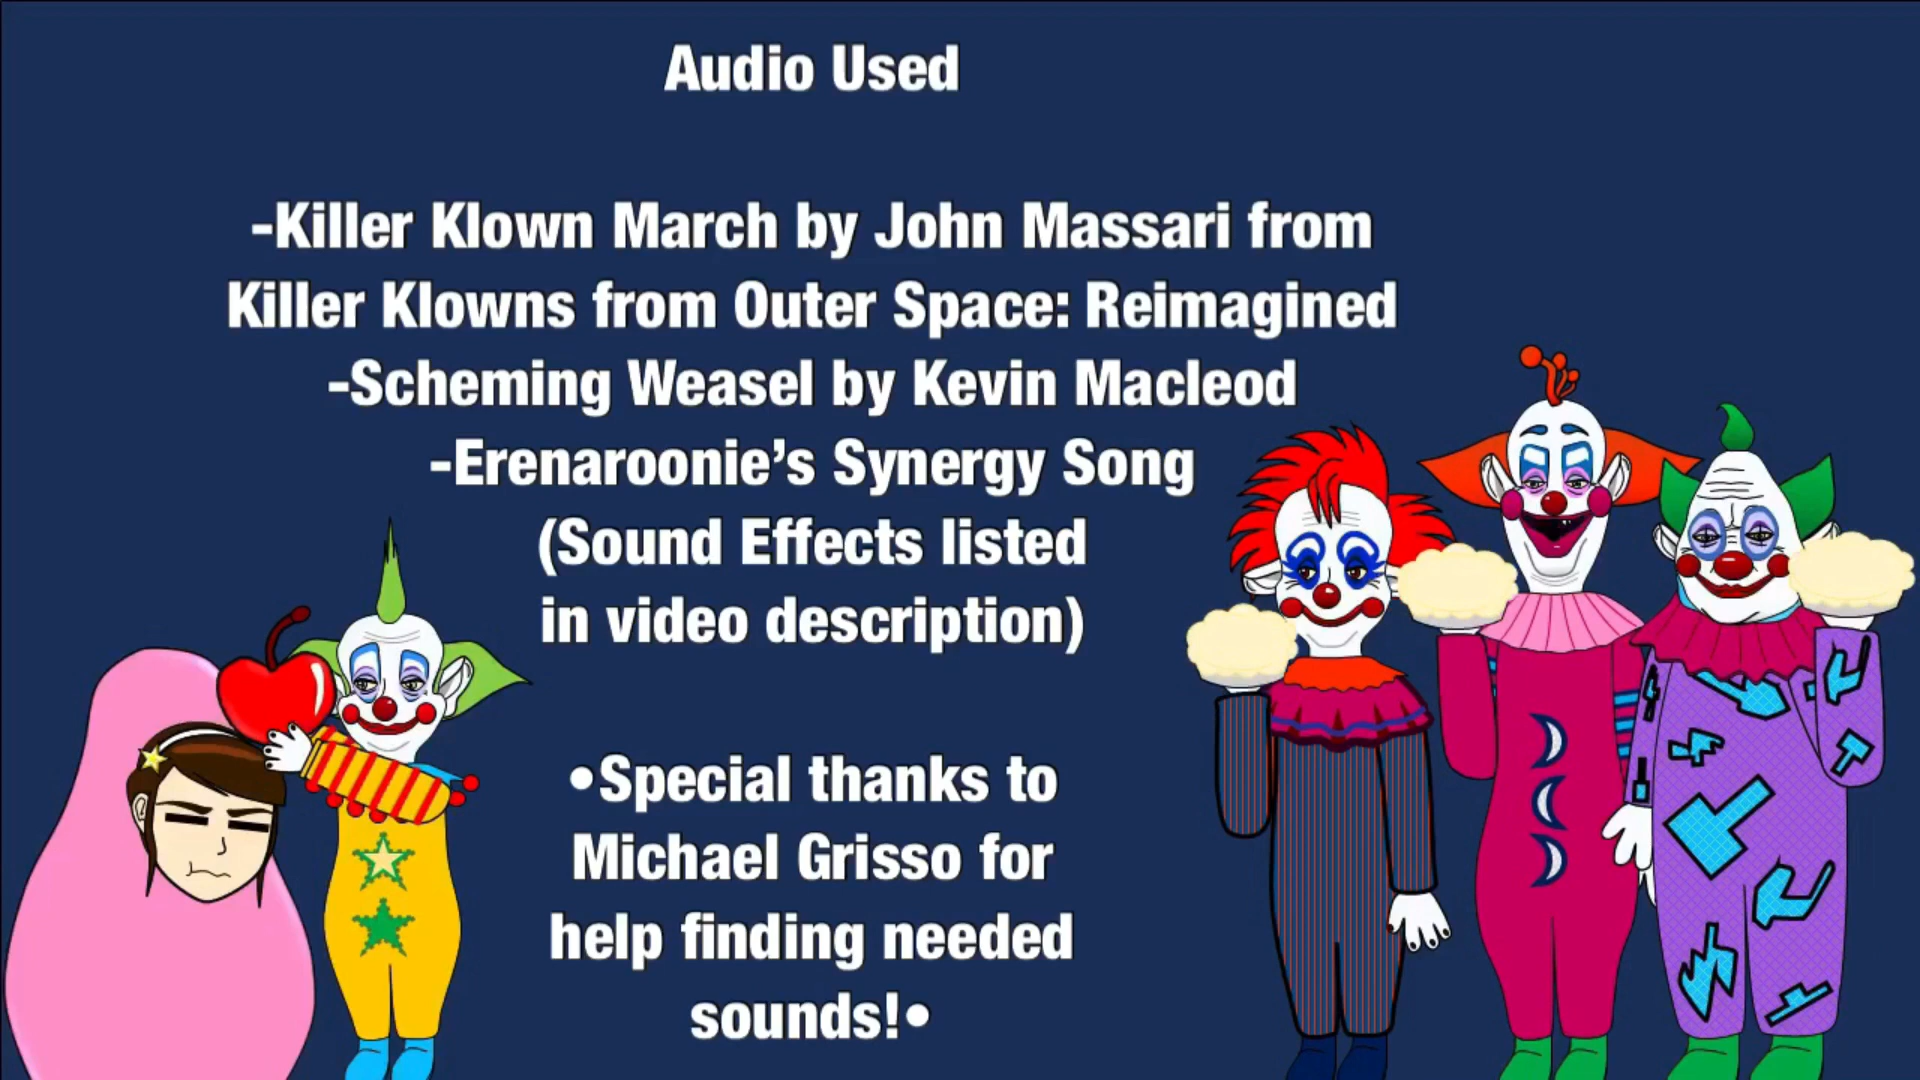 Audio Used
-Killer Klown March by John Massari from
Killer Klowns from Outer Space: Reimagined
-Scheming Weasel by Kevin Macleod
-Erenaroonie’s Synergy Song
(Sound Effects listed
in video description)
•Special thanks to
Michael Grisso for
help finding needed
sounds!•